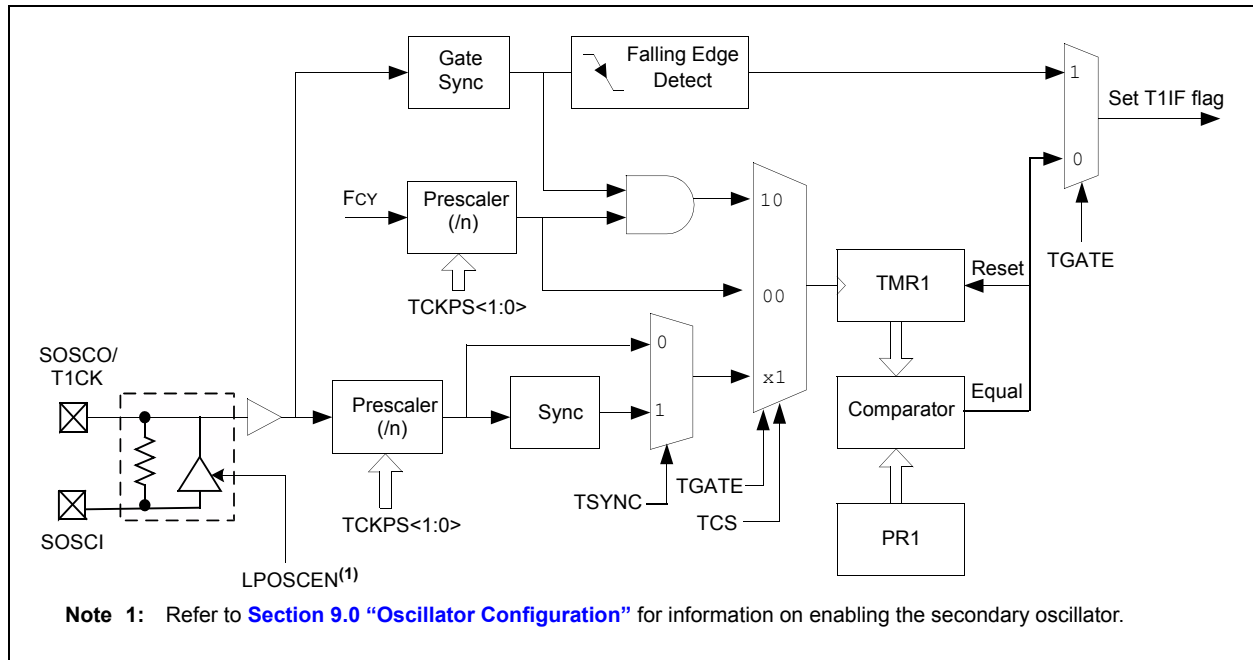 Gate
Sync
Falling Edge
Detect
1
Set T1IF flag
0
TGATE
FCY
Prescaler
(/n)
TCKPS<1:0>
10
00
x1
TMR1
Reset
SOSCO/
T1CK
Prescaler
(/n)
TCKPS<1:0>
Sync
0
1
TSYNC
TGATE
TCS
Comparator
Equal
PR1
SOSCI
LPOSCEN(1)
Note 1: Refer to Section 9.0 “Oscillator Configuration” for information on enabling the secondary oscillator.